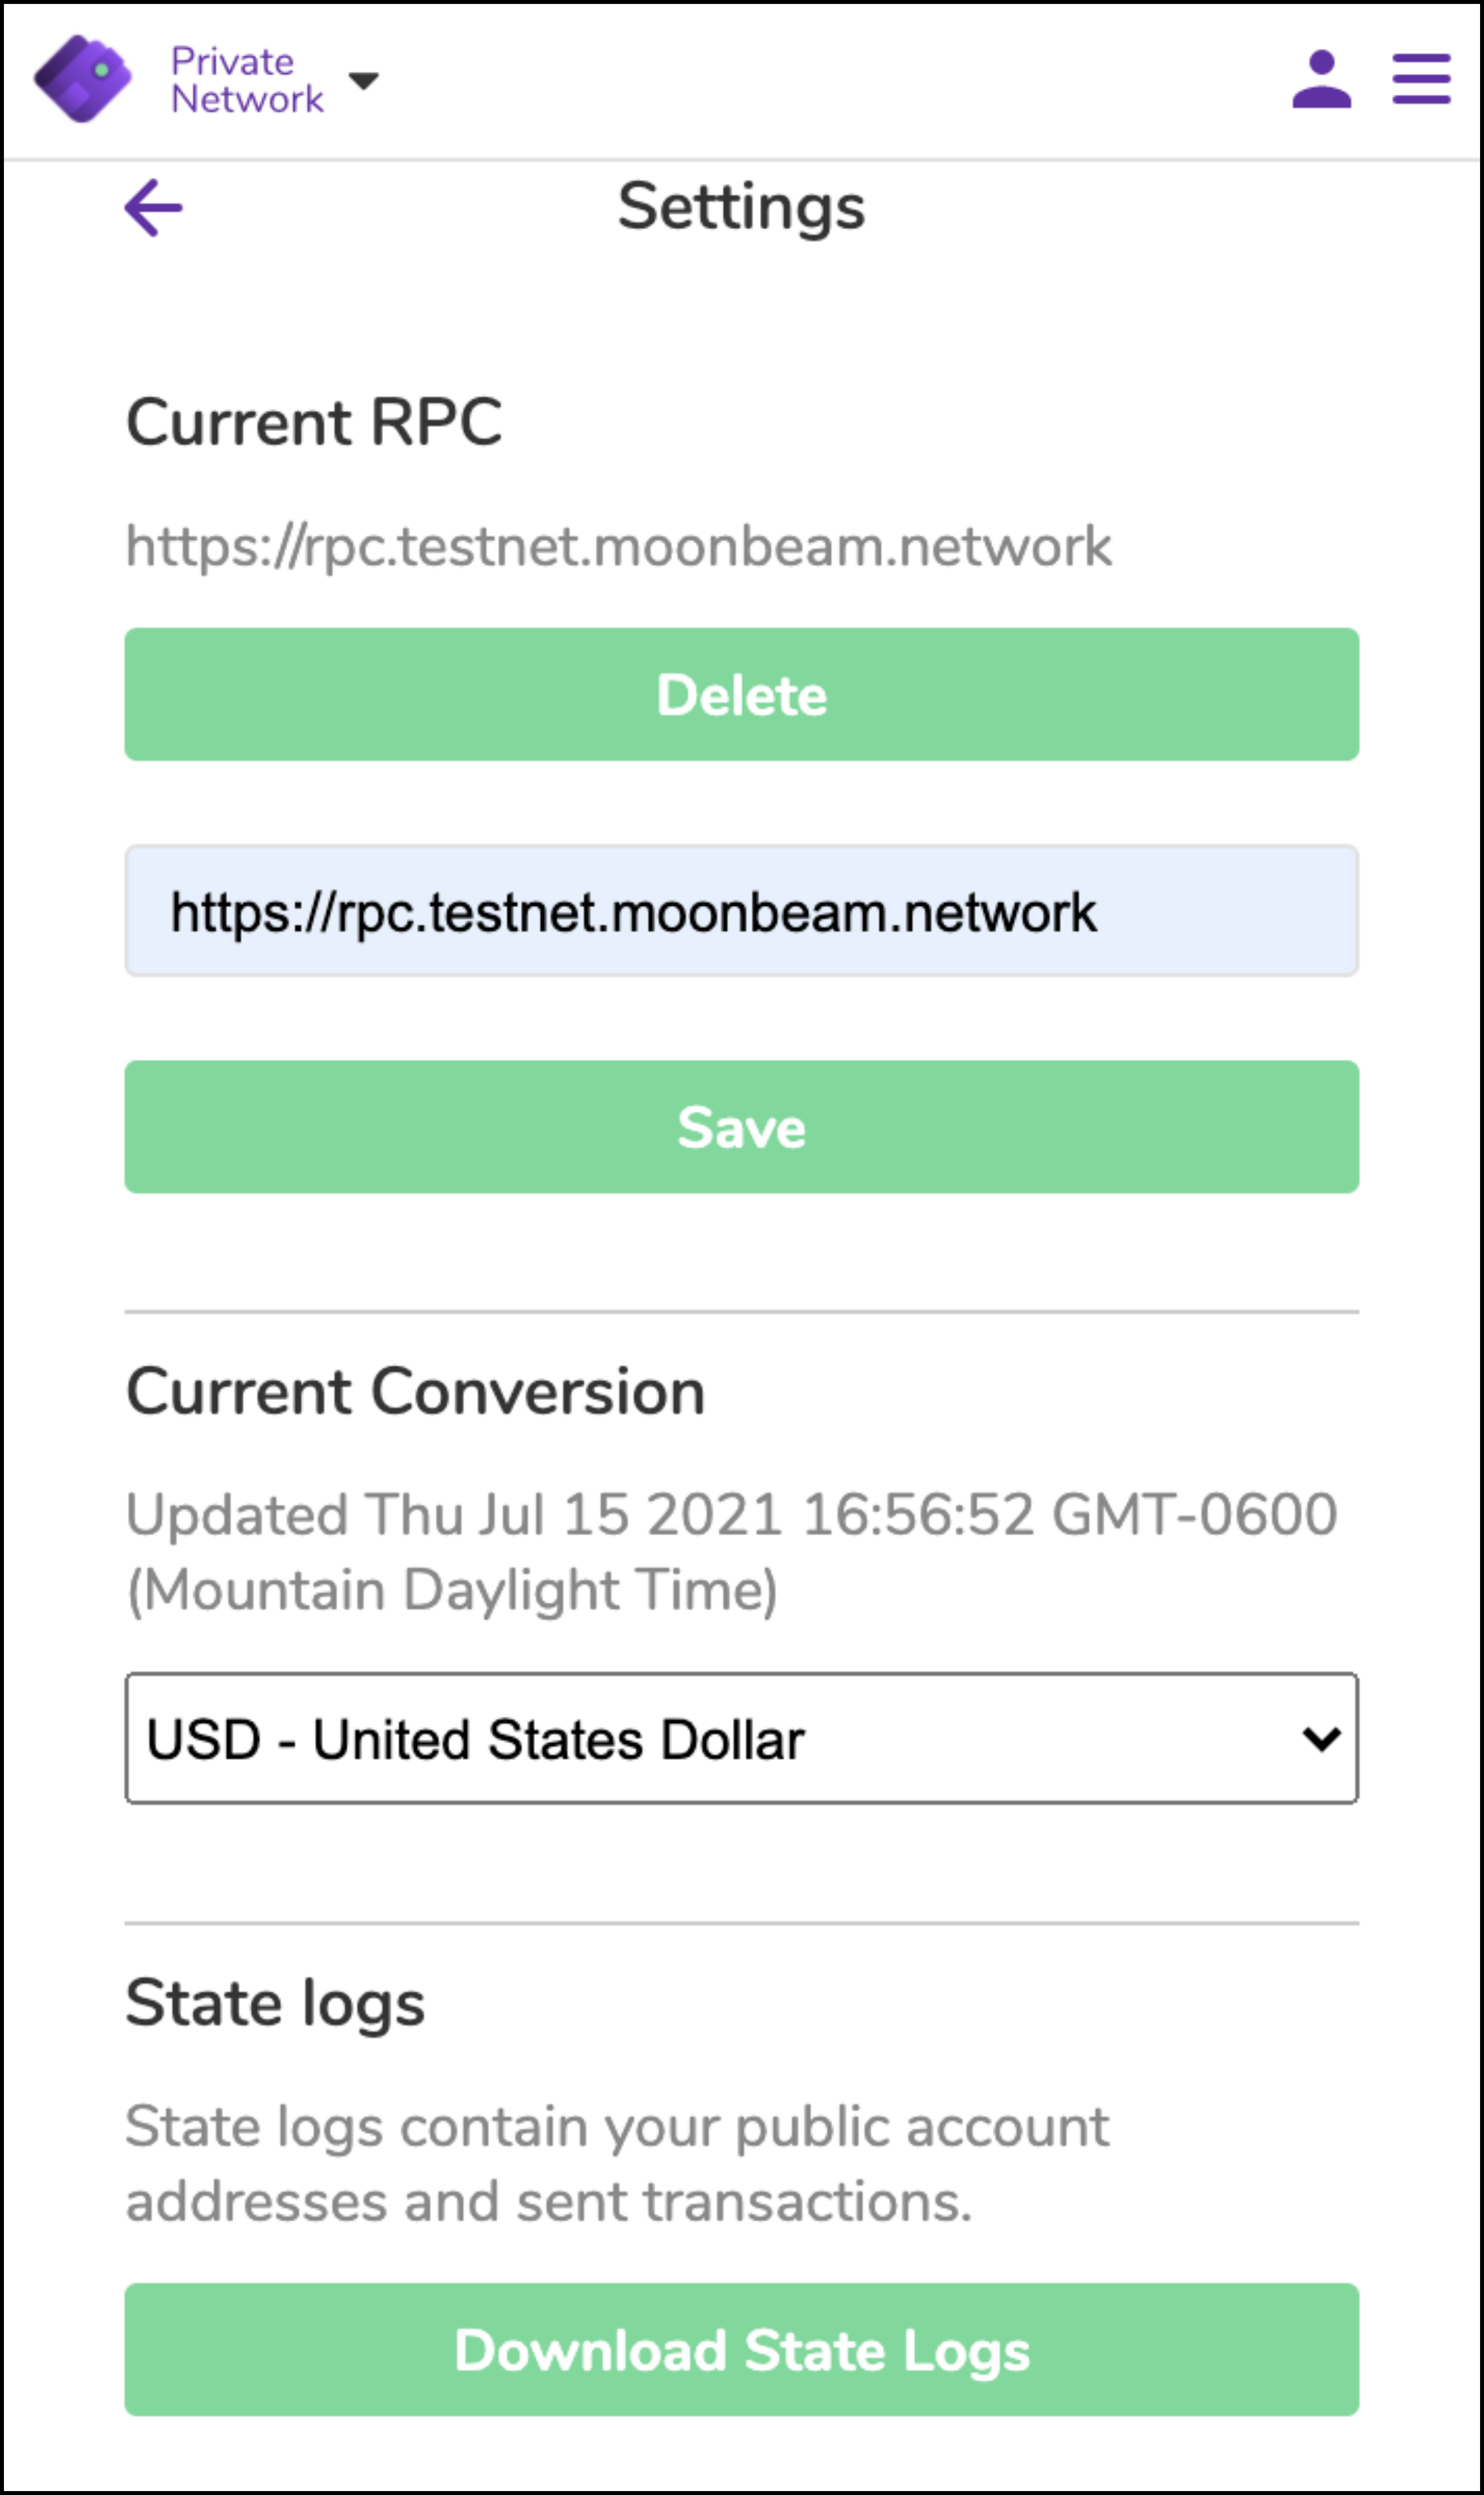 Private
Network
Settings
Current RPC
https://rpc.testnet.moonbeam.network
Delete
https://rpc.testnet.moonbeam.network
Save
Current Conversion
Updated Thu Jul 15 2021 16:56:52 GMT-0600
(Mountain Daylight Time)
USD - United States Dollar
State logs
State logs contain your public account
addresses and sent transactions.
Download State Logs